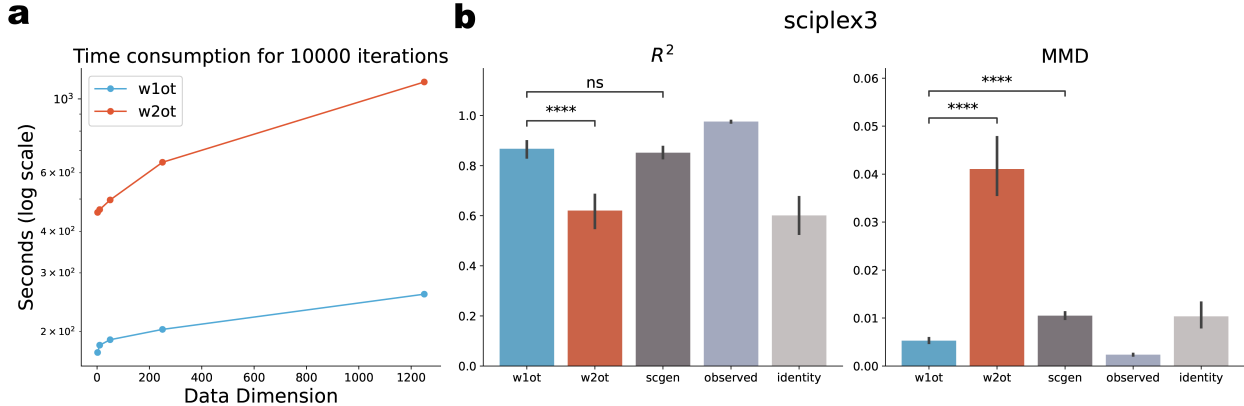 a
Time consumption for 10000 iterations
w1ot
w2ot
10³
6 × 10²
4 × 10²
3 × 10²
2 × 10²
Seconds (log scale)
0 200 400 600 800 1000 1200
Data Dimension
b
sciplex3
R²
ns
****
1.0
0.8
0.6
0.4
0.2
0.0
w1ot w2ot scgen observed identity
MMD
****
****
0.06
0.05
0.04
0.03
0.02
0.01
0.00
w1ot w2ot scgen observed identity